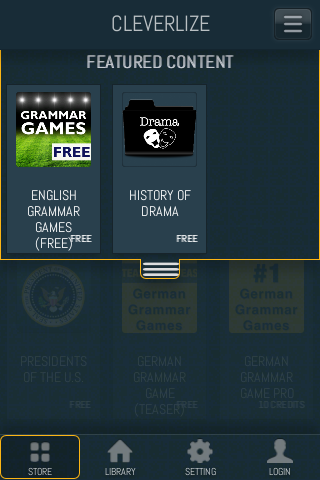 CLEVERLIZE
FEATURED CONTENT
GRAMMAR
GAMES
FREE
Drama
ENGLISH
GRAMMAR
GAMES
(FREE)
FREE
HISTORY OF
DRAMA
FREE
#1
German
Grammar
Games
German
Grammar
Games
PRESIDENTS
OF THE U.S.
FREE
GERMAN
GRAMMAR
GAME
(TEASER)
FREE
GERMAN
GRAMMAR
GAME PRO
10 CREDITS
STORE
LIBRARY
SETTING
LOGIN